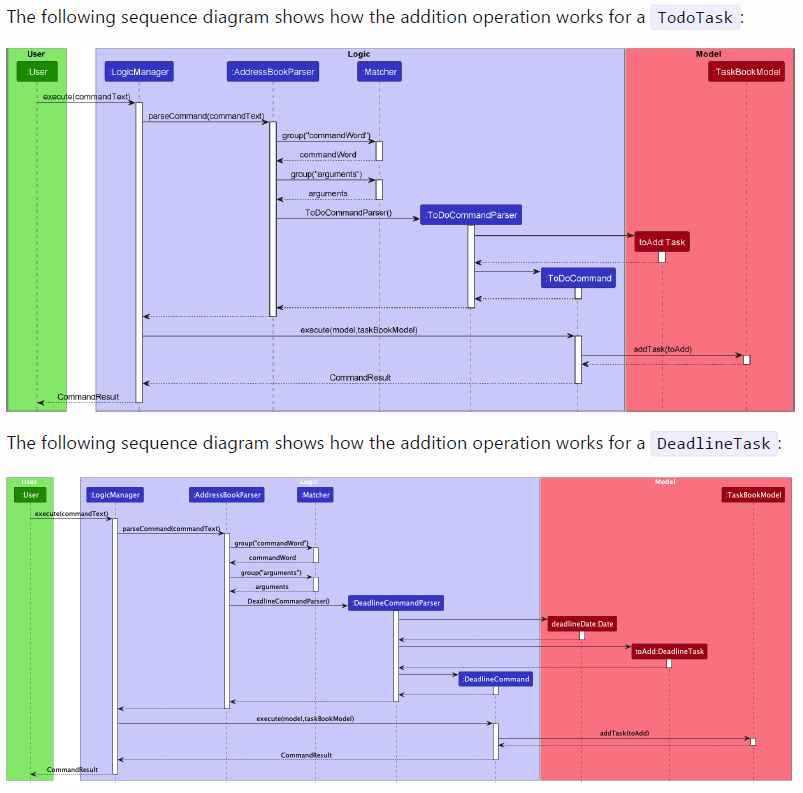 The following sequence diagram shows how the addition operation works for a TodoTask:
User
Logic
Model
:User
:LogicManager
:AddressBookParser
:Matcher
:TaskBookModel
execute(commandText)
parseCommand(commandText)
group("commandWord")
commandWord
group("arguments")
arguments
ToDoCommandParser()
:ToDoCommandParser
toAdd:Task
:ToDoCommand
execute(model,taskBookModel)
addTask(toAdd)
CommandResult
CommandResult
The following sequence diagram shows how the addition operation works for a DeadlineTask:
User
Logic
Model
:User
:LogicManager
:AddressBookParser
:Matcher
:TaskBookModel
execute(commandText)
parseCommand(commandText)
group("commandWord")
commandWord
group("arguments")
arguments
DeadlineCommandParser()
:DeadlineCommandParser
deadlineDate:Date
toAdd:DeadlineTask
:DeadlineCommand
execute(model,taskBookModel)
addTask(toAdd)
CommandResult
CommandResult